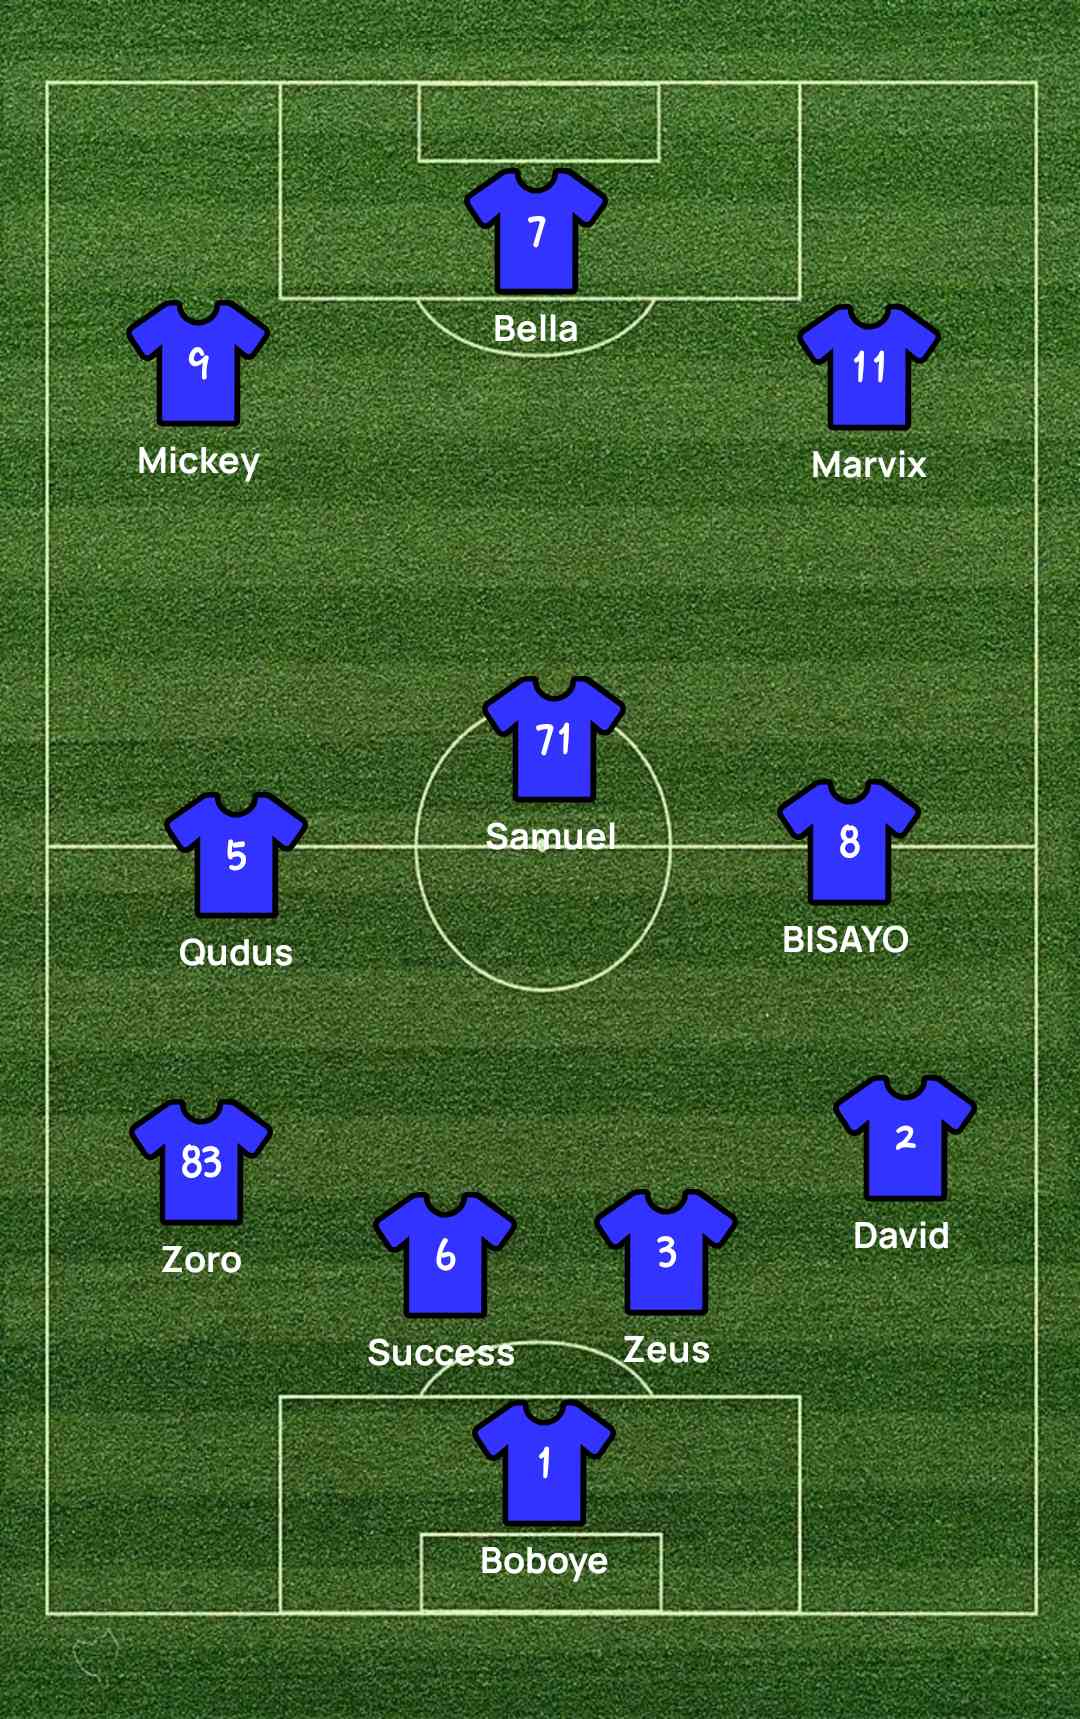 7
Bella
9
Mickey
11
Marvix
71
Samuel
5
Qudus
8
BISAYO
83
Zoro
2
David
6
Success
3
Zeus
1
Boboye